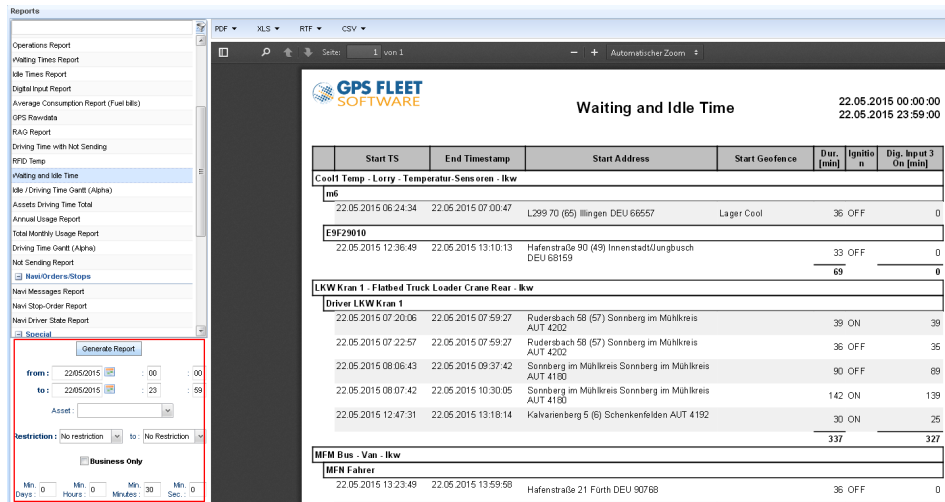 Reports
PDF XLS RTF CSV
Operations Report
Waiting Times Report
Idle Times Report
Digital Input Report
Average Consumption Report (Fuel bills)
GPS Rawdata
RAG Report
Driving Time with Not Sending
RFID Temp
Waiting and Idle Time
Idle / Driving Time Gantt (Alpha)
Assets Driving Time Total
Annual Usage Report
Total Monthly Usage Report
Driving Time Gantt (Alpha)
Not Sending Report
Navi/Orders/Stops
Navi Messages Report
Navi Stop-Order Report
Navi Driver State Report
Special
Generate Report
from : 22/05/2015 : 00 : 00
to : 22/05/2015 : 23 : 59
Asset :
Restriction : No restriction to : No Restriction
Business Only
Min. Days : 0 Min. Hours : 0 Min. Minutes : 30 Min. Sec. : 0
Seite: 1 von 1 Automatischer Zoom
GPS FLEET
SOFTWARE
Waiting and Idle Time
22.05.2015 00:00:00
22.05.2015 23:59:00
Start TS End Timestamp Start Address Start Geofence Dur. [min] Ignition Dig. Input 3 On [min]
Cool1 Temp - Lorry - Temperatur-Sensoren - lkw
m6
22.05.2015 06:24:34 22.05.2015 07:00:47 L299 70 (65) Illingen DEU 66557 Lager Cool 36 OFF 0
E9F29010
22.05.2015 12:36:49 22.05.2015 13:10:13 Hafenstraße 90 (49) Innenstadt/Jungbusch
DEU 68159 33 OFF 0
69 0
LKW Kran 1 - Flatbed Truck Loader Crane Rear - lkw
Driver LKW Kran 1
22.05.2015 07:20:06 22.05.2015 07:59:27 Rudersbach 58 (57) Sonnberg im Mühlkreis
AUT 4202 39 ON 39
22.05.2015 07:22:57 22.05.2015 07:59:27 Rudersbach 58 (57) Sonnberg im Mühlkreis
AUT 4202 36 OFF 35
22.05.2015 08:06:43 22.05.2015 09:37:42 Sonnberg im Mühlkreis Sonnberg im Mühlkreis
AUT 4180 90 OFF 89
22.05.2015 08:07:42 22.05.2015 10:30:05 Sonnberg im Mühlkreis Sonnberg im Mühlkreis
AUT 4180 142 ON 139
22.05.2015 12:47:31 22.05.2015 13:18:14 Kalvarienberg 5 (6) Schenkenfelden AUT 4192
30 ON 25
337 327
MFM Bus - Van - lkw
MFN Fahrer
22.05.2015 13:23:49 22.05.2015 13:59:58 Hafenstraße 21 Fürth DEU 90768 36 OFF 0